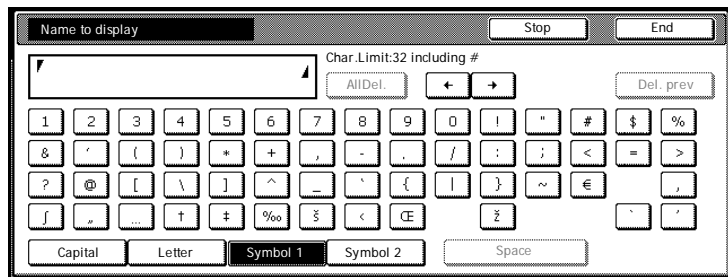 Name to display Stop End
Char.Limit:32 including #
AllDel. ← → Del. prev
1 2 3 4 5 6 7 8 9 0 ! " # $ %
& ´ ( ) * + , - . / : ; < = >
? @ [ \ ] ^ _ ` { | } ~ € ‚
ʃ „ … † ‡ ‰ š ‹ Œ ž ` ´
Capital Letter Symbol 1 Symbol 2 Space